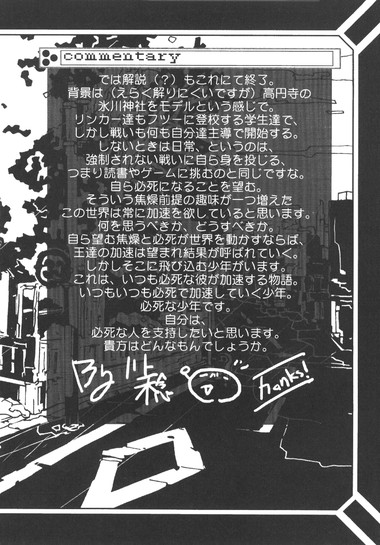 commentary
では解説（？）もこれにて終了。
背景は（えらく解りにくいですが）高円寺の
氷川神社をモデルという感じで。
リンカー達もフツーに登校する学生達で、
しかし戦いも何も自分達主導で開始する。
しないときは日常、というのは、
強制されない戦いに自ら身を投じる、
つまり読書やゲームに挑むのと同じですな。
自ら必死になることを望む。
そういう焦燥前提の趣味が一つ増えた
この世界は常に加速を欲していると思います。
何を思うべきか、どうすべきか。
自ら望む焦燥と必死が世界を動かすならば、
王達の加速は望まれ結果が呼ばれていく。
しかしそこに飛び込む少年がいます。
これは、いつも必死な彼が加速する物語。
いつもいつも必死で加速していく少年。
必死な少年です。
自分は、
必死な人を支持したいと思います。
貴方はどんなもんでしょうか。
Thanks!